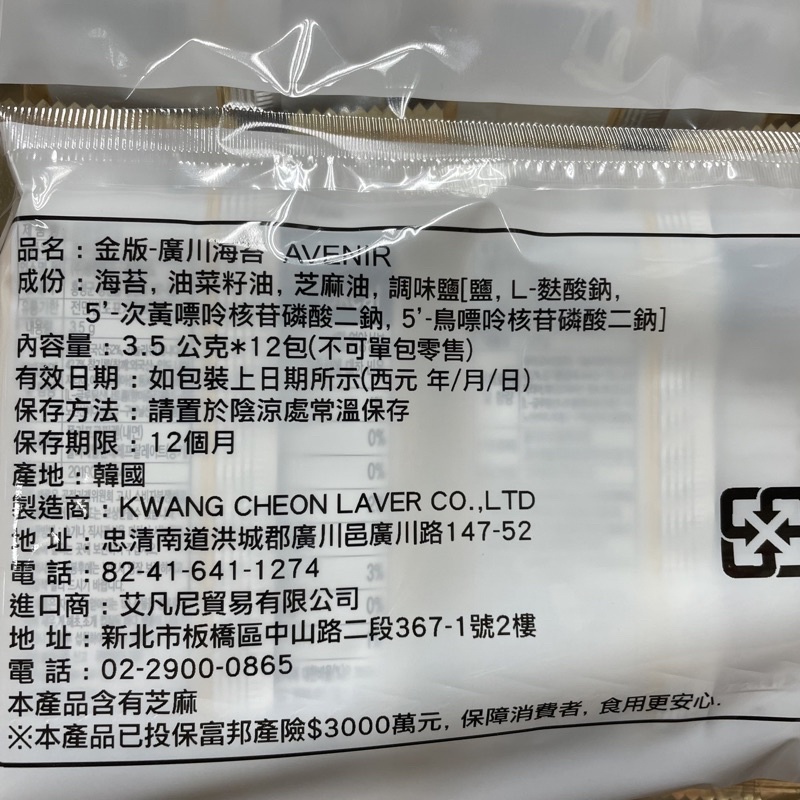 品名：金版-廣川海苔 AVENIR
成份：海苔, 油菜籽油, 芝麻油, 調味鹽[鹽, L-麩酸鈉,
5'-次黃嘌呤核苷磷酸二鈉, 5'-鳥嘌呤核苷磷酸二鈉]
內容量：3.5 公克*12包(不可單包零售)
有效日期：如包裝上日期所示(西元 年/月/日)
保存方法：請置於陰涼處常溫保存
保存期限：12個月
產地：韓國
製造商：KWANG CHEON LAVER CO.,LTD
地 址：忠清南道洪城郡廣川邑廣川路147-52
電 話：82-41-641-1274
進口商：艾凡尼貿易有限公司
地 址：新北市板橋區中山路二段367-1號2樓
電 話：02-2900-0865
本產品含有芝麻
※本產品已投保富邦產險$3000萬元, 保障消費者, 食用更安心.